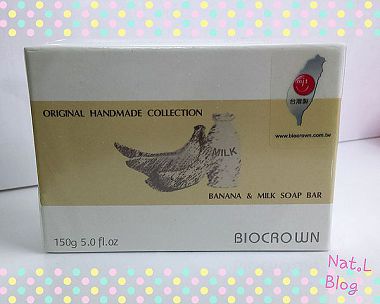 台灣製
www.biocrown.com.tw
ORIGINAL HANDMADE COLLECTION
MILK
BANANA & MILK SOAP BAR
150g 5.0 fl.oz
BIOCROWN
Nat.L
Blog